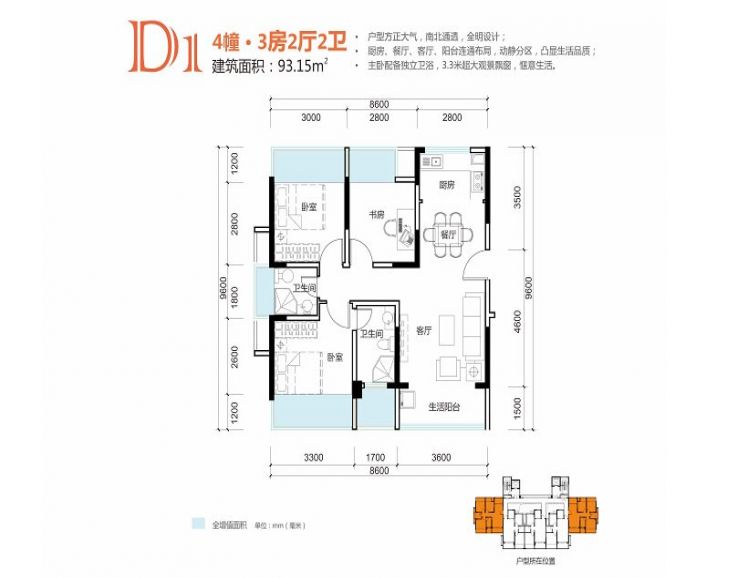 D1
4幢·3房2厅2卫
建筑面积:93.15m²
· 户型方正大气,南北通透,全明设计;
· 厨房、餐厅、客厅、阳台连通布局,动静分区,凸显生活品质;
· 主卧配备独立卫浴,3.3米超大观景飘窗,惬意生活。
8600
3000 2800 2800
1200
2800
9600
1800
2600
1200
3500
9600
4600
1500
厨房
卧室
书房
餐厅
卫生间
卫生间
客厅
卧室
生活阳台
3300 1700 3600
8600
全增值面积 单位:mm(毫米)
户型所在位置